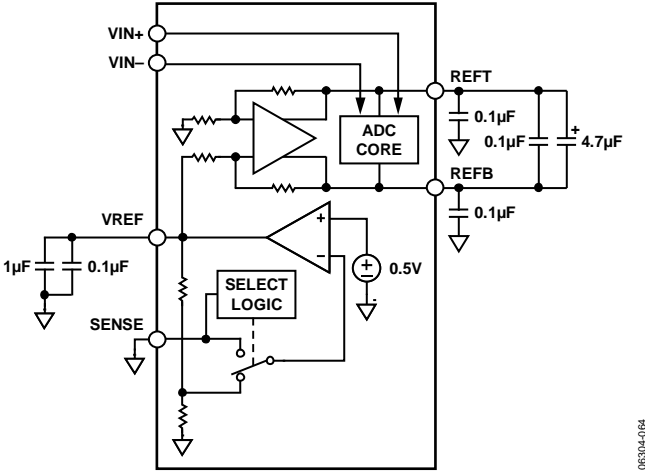 VIN+
VIN–
REFT
0.1µF
0.1µF
+
4.7µF
ADC
CORE
REFB
0.1µF
VREF
+
–
+
–
0.5V
1µF
0.1µF
SELECT
LOGIC
SENSE
06304-064